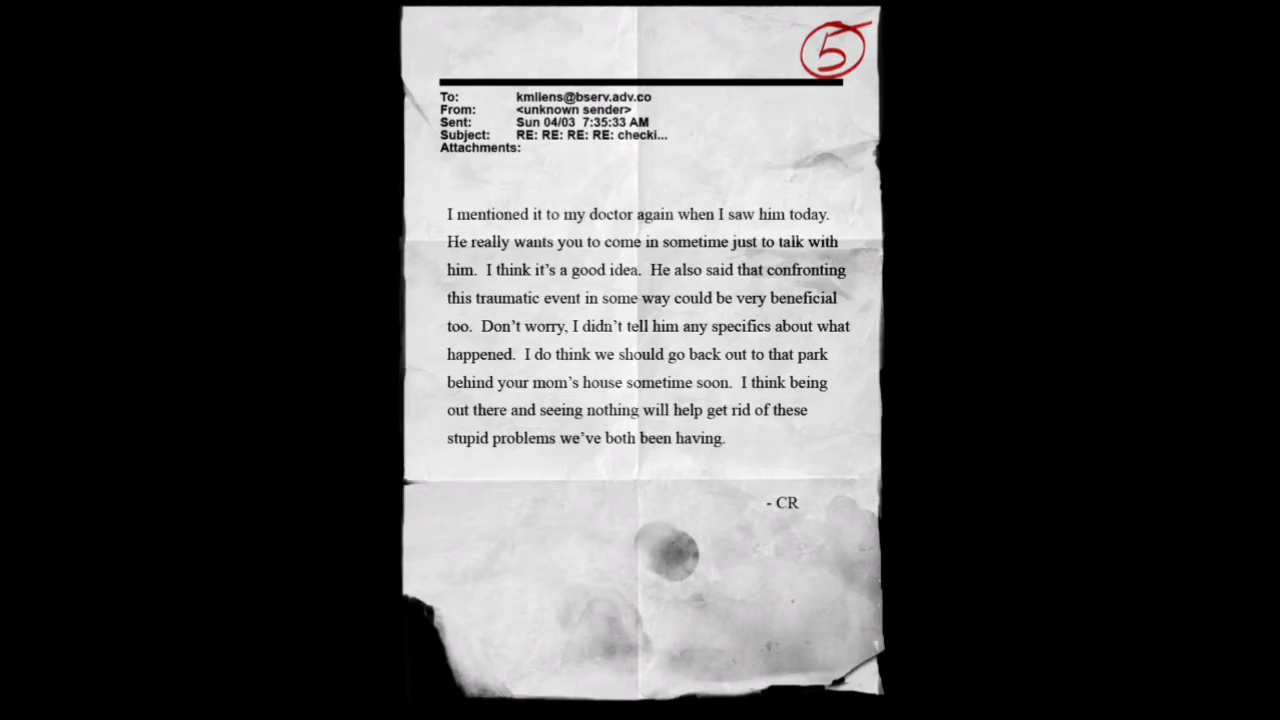 5
To: kmllens@bserv.adv.co
From: <unknown sender>
Sent: Sun 04/03 7:35:33 AM
Subject: RE: RE: RE: RE: checki...
Attachments:
I mentioned it to my doctor again when I saw him today.
He really wants you to come in sometime just to talk with
him.  I think it’s a good idea.  He also said that confronting
this traumatic event in some way could be very beneficial
too.  Don’t worry, I didn’t tell him any specifics about what
happened.  I do think we should go back out to that park
behind your mom’s house sometime soon.  I think being
out there and seeing nothing will help get rid of these
stupid problems we’ve both been having.
- CR